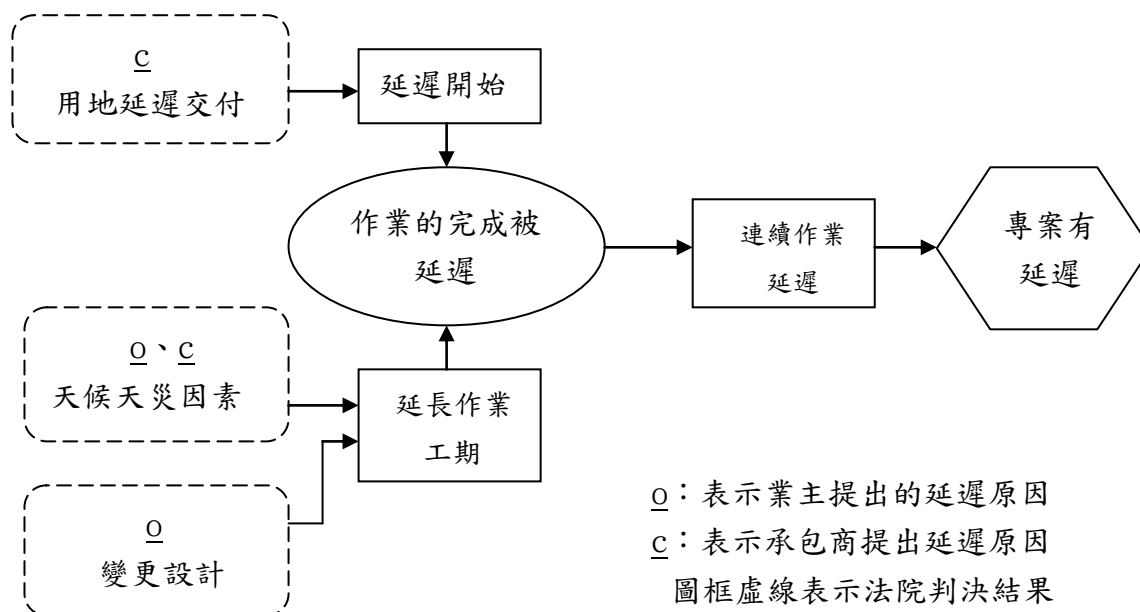 c
用地延遲交付
延遲開始
作業的完成被
延遲
連續作業
延遲
專案有
延遲
o、c
天候天災因素
延長作業
工期
o
變更設計
o：表示業主提出的延遲原因
c：表示承包商提出延遲原因
圖框虛線表示法院判決結果